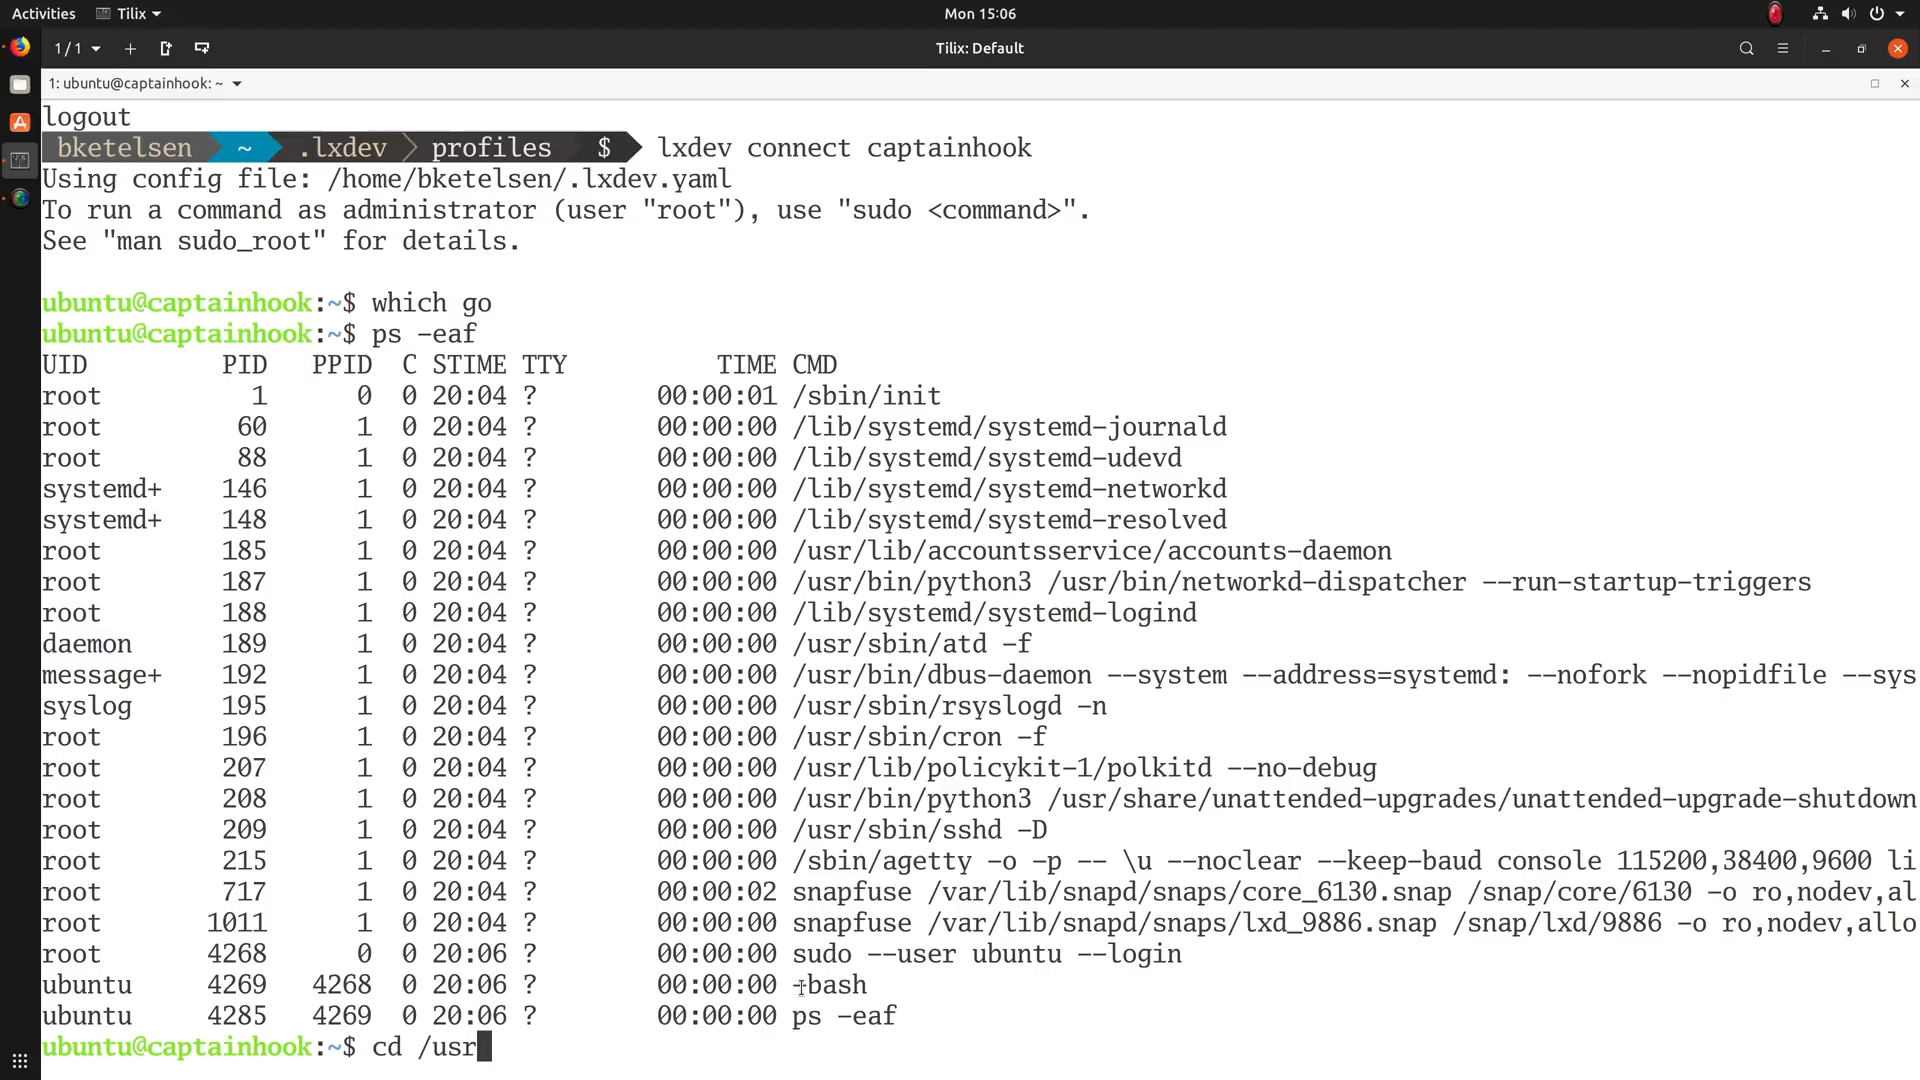 Activities Tilix Mon 15:06
1/1 Tilix: Default
1: ubuntu@captainhook: ~
logout
bketelsen ~ .lxdev profiles $ lxdev connect captainhook
Using config file: /home/bketelsen/.lxdev.yaml
To run a command as administrator (user "root"), use "sudo <command>".
See "man sudo_root" for details.
ubuntu@captainhook:~$ which go
ubuntu@captainhook:~$ ps -eaf
UID PID PPID C STIME TTY TIME CMD
root 1 0 0 20:04 ? 00:00:01 /sbin/init
root 60 1 0 20:04 ? 00:00:00 /lib/systemd/systemd-journald
root 88 1 0 20:04 ? 00:00:00 /lib/systemd/systemd-udevd
systemd+ 146 1 0 20:04 ? 00:00:00 /lib/systemd/systemd-networkd
systemd+ 148 1 0 20:04 ? 00:00:00 /lib/systemd/systemd-resolved
root 185 1 0 20:04 ? 00:00:00 /usr/lib/accountsservice/accounts-daemon
root 187 1 0 20:04 ? 00:00:00 /usr/bin/python3 /usr/bin/networkd-dispatcher --run-startup-triggers
root 188 1 0 20:04 ? 00:00:00 /lib/systemd/systemd-logind
daemon 189 1 0 20:04 ? 00:00:00 /usr/sbin/atd -f
message+ 192 1 0 20:04 ? 00:00:00 /usr/bin/dbus-daemon --system --address=systemd: --nofork --nopidfile --sys
syslog 195 1 0 20:04 ? 00:00:00 /usr/sbin/rsyslogd -n
root 196 1 0 20:04 ? 00:00:00 /usr/sbin/cron -f
root 207 1 0 20:04 ? 00:00:00 /usr/lib/policykit-1/polkitd --no-debug
root 208 1 0 20:04 ? 00:00:00 /usr/bin/python3 /usr/share/unattended-upgrades/unattended-upgrade-shutdown
root 209 1 0 20:04 ? 00:00:00 /usr/sbin/sshd -D
root 215 1 0 20:04 ? 00:00:00 /sbin/agetty -o -p -- \u --noclear --keep-baud console 115200,38400,9600 li
root 717 1 0 20:04 ? 00:00:02 snapfuse /var/lib/snapd/snaps/core_6130.snap /snap/core/6130 -o ro,nodev,al
root 1011 1 0 20:04 ? 00:00:00 snapfuse /var/lib/snapd/snaps/lxd_9886.snap /snap/lxd/9886 -o ro,nodev,allo
root 4268 0 0 20:06 ? 00:00:00 sudo --user ubuntu --login
ubuntu 4269 4268 0 20:06 ? 00:00:00 -bash
ubuntu 4285 4269 0 20:06 ? 00:00:00 ps -eaf
ubuntu@captainhook:~$ cd /usr